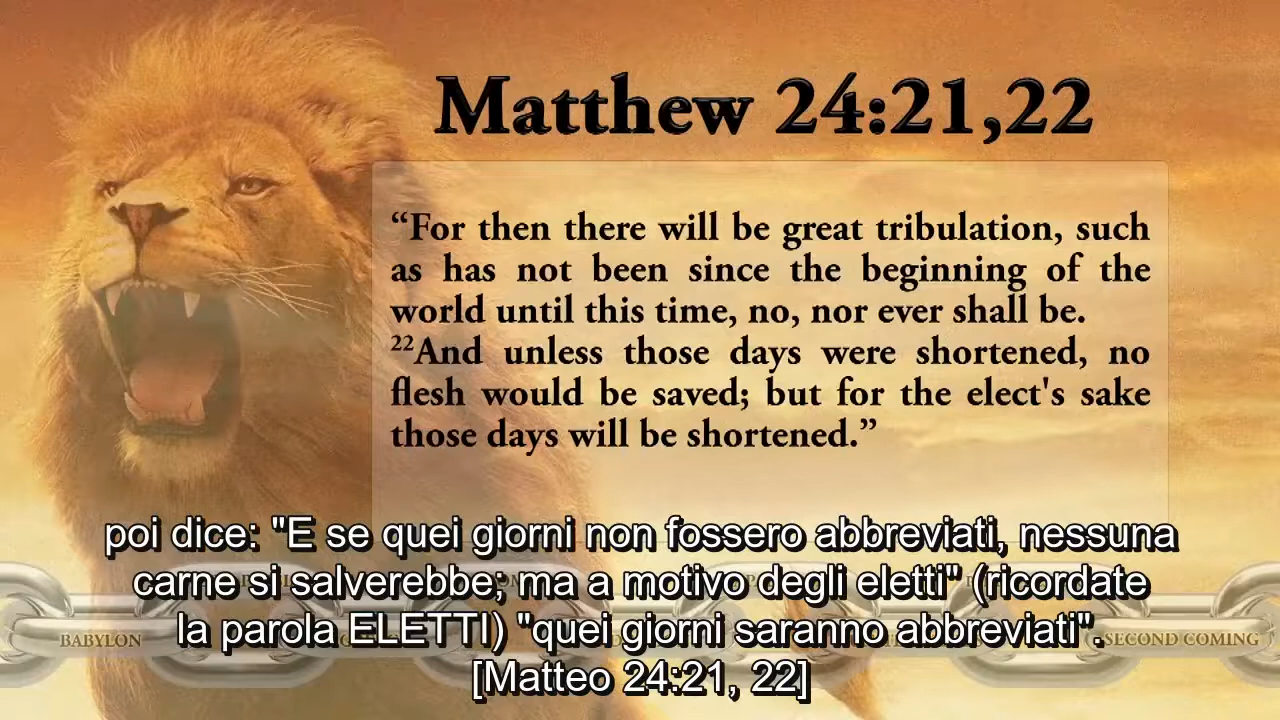 Matthew 24:21,22
“For then there will be great tribulation, such
as has not been since the beginning of the
world until this time, no, nor ever shall be.
²²And unless those days were shortened, no
flesh would be saved; but for the elect's sake
those days will be shortened.”
poi dice: "E se quei giorni non fossero abbreviati, nessuna
carne si salverebbe; ma a motivo degli eletti" (ricordate
la parola ELETTI) "quei giorni saranno abbreviati".
[Matteo 24:21, 22]
BABYLON
SECOND COMING